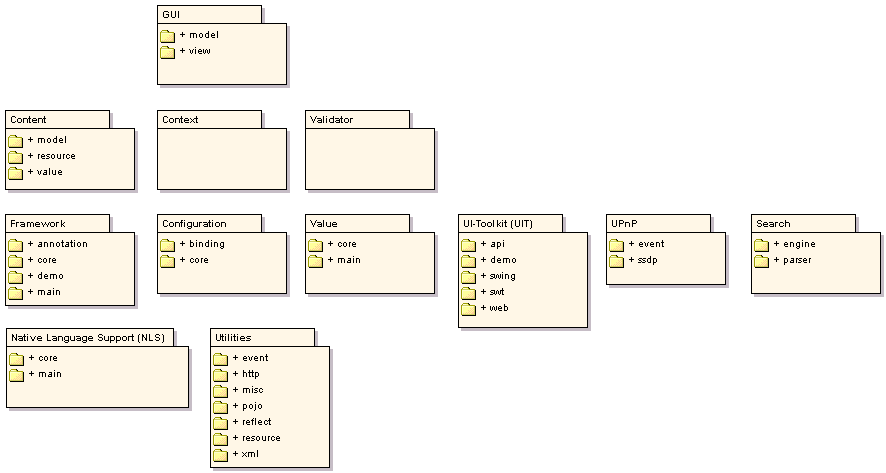 GUI
+ model
+ view
Content
+ model
+ resource
+ value
Context
Validator
Framework
+ annotation
+ core
+ demo
+ main
Configuration
+ binding
+ core
Value
+ core
+ main
UI-Toolkit (UIT)
+ api
+ demo
+ swing
+ swt
+ web
UPnP
+ event
+ ssdp
Search
+ engine
+ parser
Native Language Support (NLS)
+ core
+ main
Utilities
+ event
+ http
+ misc
+ pojo
+ reflect
+ resource
+ xml